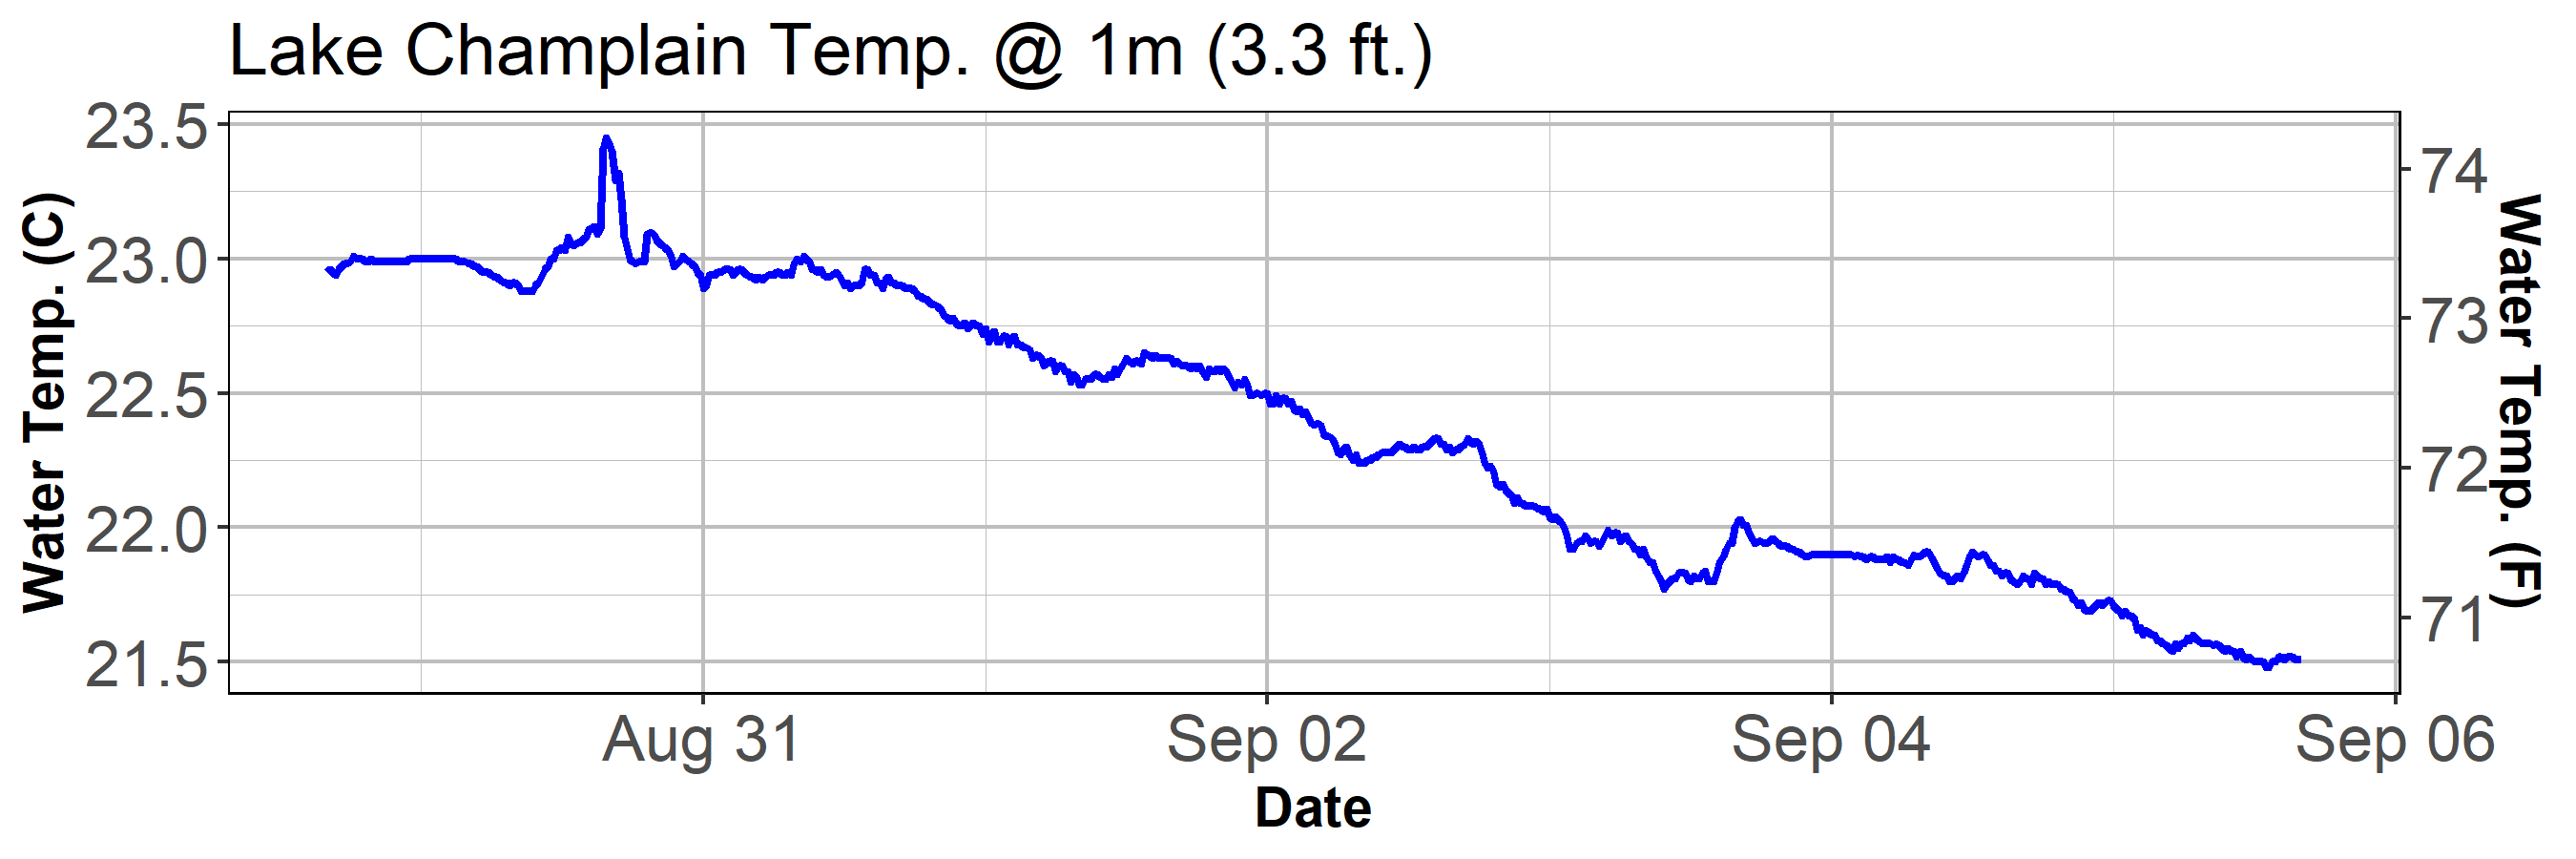 Lake Champlain Temp. @ 1m (3.3 ft.)
Water Temp. (C)
23.5
23.0
22.5
22.0
21.5
74
73
72
71
Water Temp. (F)
Aug 31
Sep 02
Sep 04
Sep 06
Date